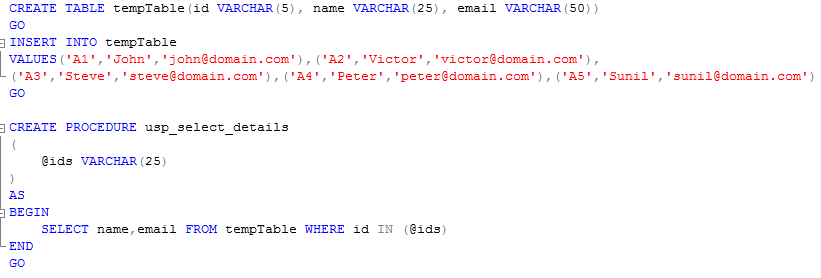 CREATE TABLE tempTable(id VARCHAR(5), name VARCHAR(25), email VARCHAR(50))
GO
INSERT INTO tempTable
VALUES('A1','John','john@domain.com'),('A2','Victor','victor@domain.com'),
('A3','Steve','steve@domain.com'),('A4','Peter','peter@domain.com'),('A5','Sunil','sunil@domain.com')
GO
CREATE PROCEDURE usp_select_details
(
@ids VARCHAR(25)
)
AS
BEGIN
SELECT name,email FROM tempTable WHERE id IN (@ids)
END
GO